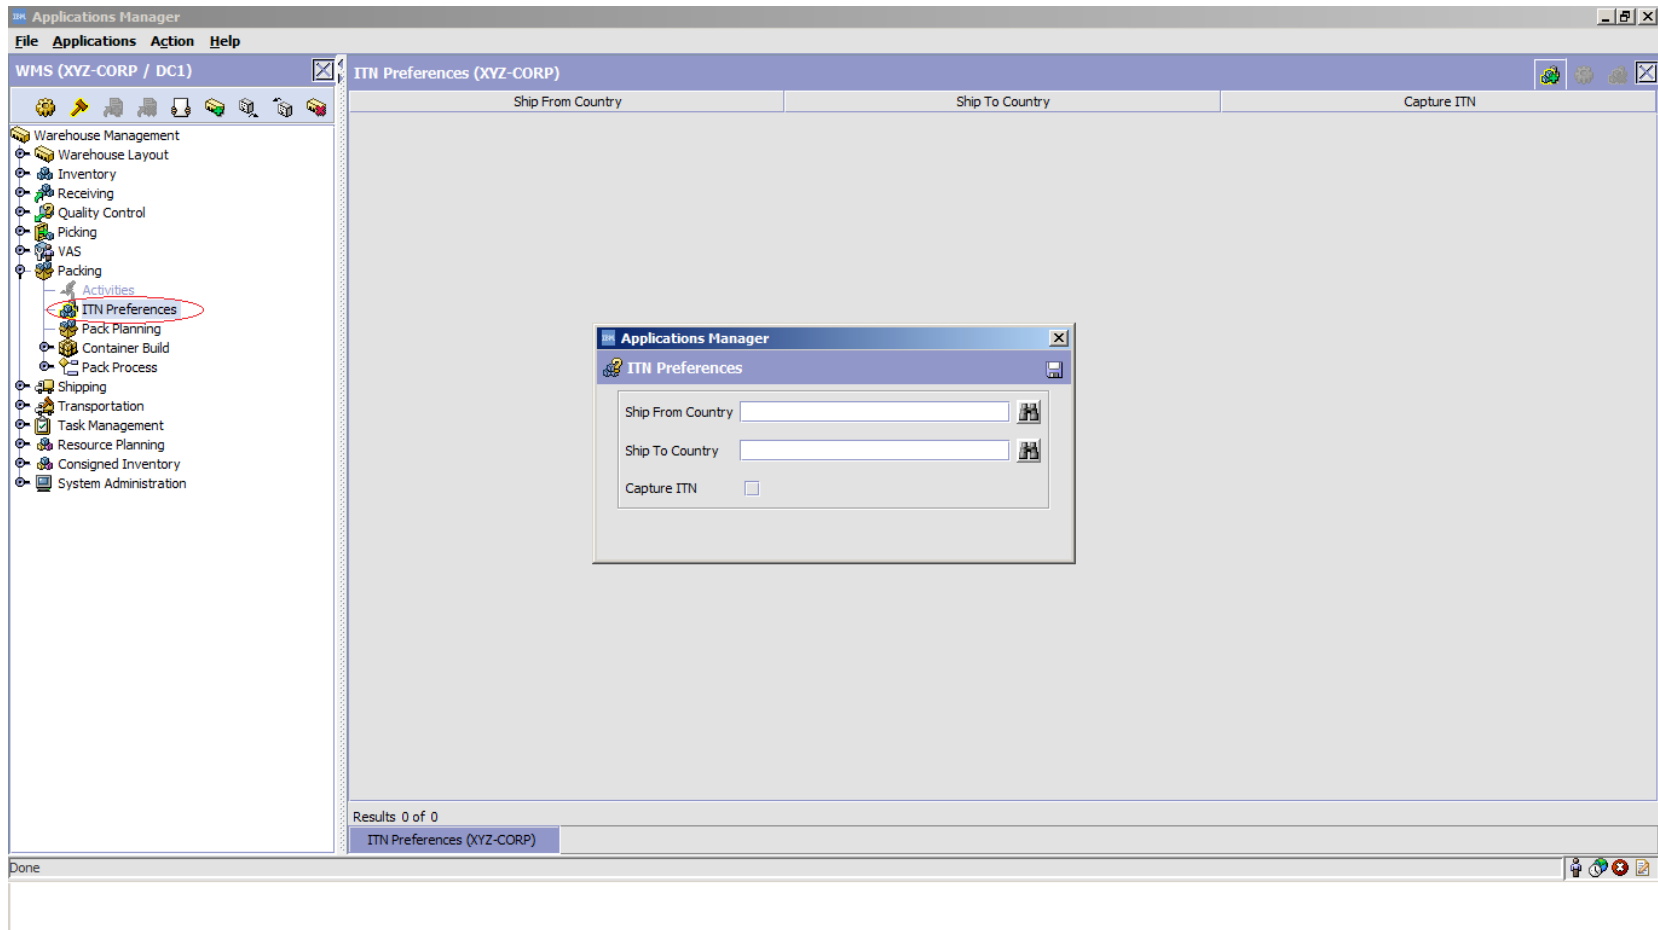 IBM Applications Manager
File Applications Action Help
WMS (XYZ-CORP / DC1)
ITN Preferences (XYZ-CORP)
Ship From Country Ship To Country Capture ITN
Warehouse Management
Warehouse Layout
Inventory
Receiving
Quality Control
Picking
VAS
Packing
Activities
ITN Preferences
Pack Planning
Container Build
Pack Process
Shipping
Transportation
Task Management
Resource Planning
Consigned Inventory
System Administration
IBM Applications Manager
ITN Preferences
Ship From Country
Ship To Country
Capture ITN
Results 0 of 0
ITN Preferences (XYZ-CORP)
Done